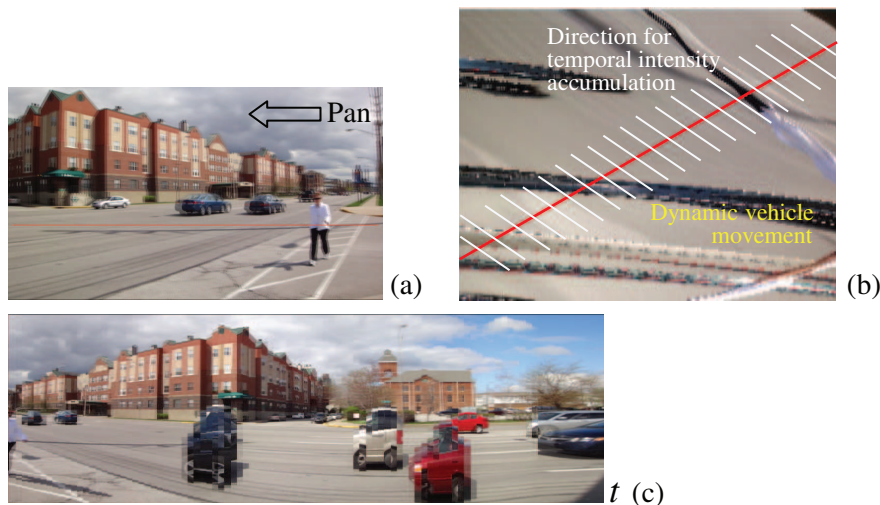 Pan
(a)
Direction for
temporal intensity
accumulation
Dynamic vehicle
movement
(b)
t (c)